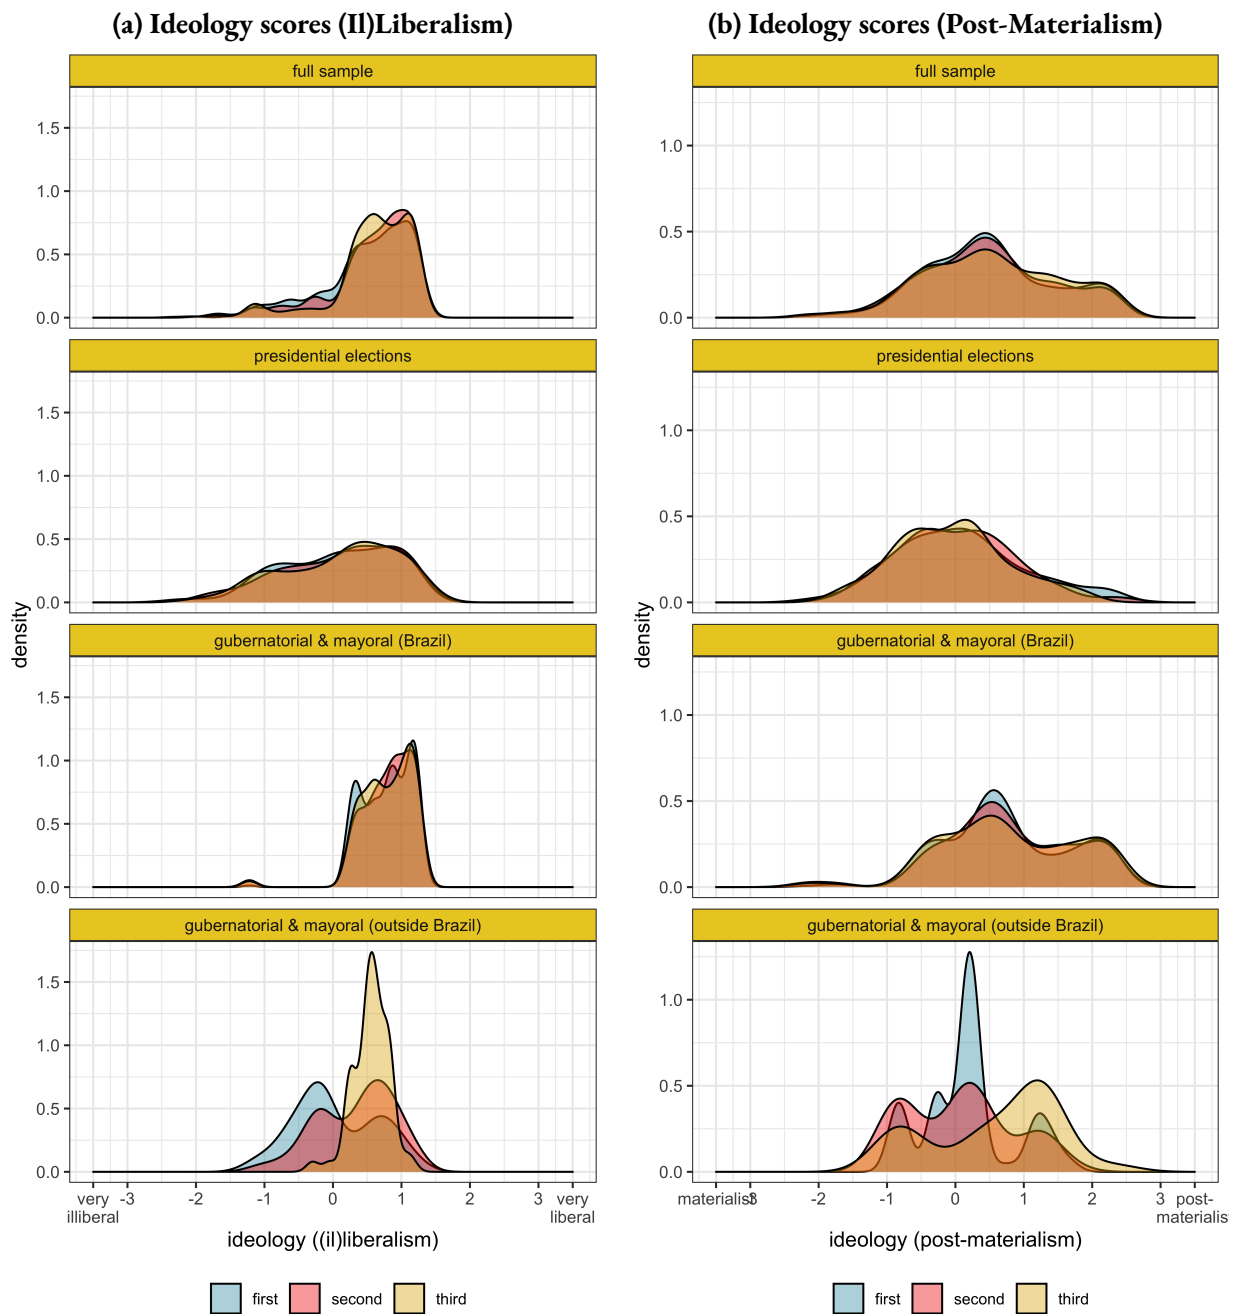 (a) Ideology scores (Il)Liberalism)
full sample
1.5
1.0
0.5
0.0
presidential elections
1.5
1.0
0.5
0.0
gubernatorial & mayoral (Brazil)
1.5
1.0
0.5
0.0
gubernatorial & mayoral (outside Brazil)
1.5
1.0
0.5
0.0
density
very illiberal -3 -2 -1 0 1 2 3 very liberal
ideology ((il)liberalism)
first second third
(b) Ideology scores (Post-Materialism)
full sample
1.0
0.5
0.0
presidential elections
1.0
0.5
0.0
gubernatorial & mayoral (Brazil)
1.0
0.5
0.0
gubernatorial & mayoral (outside Brazil)
1.0
0.5
0.0
density
materialist -3 -2 -1 0 1 2 3 post-materialis
ideology (post-materialism)
first second third